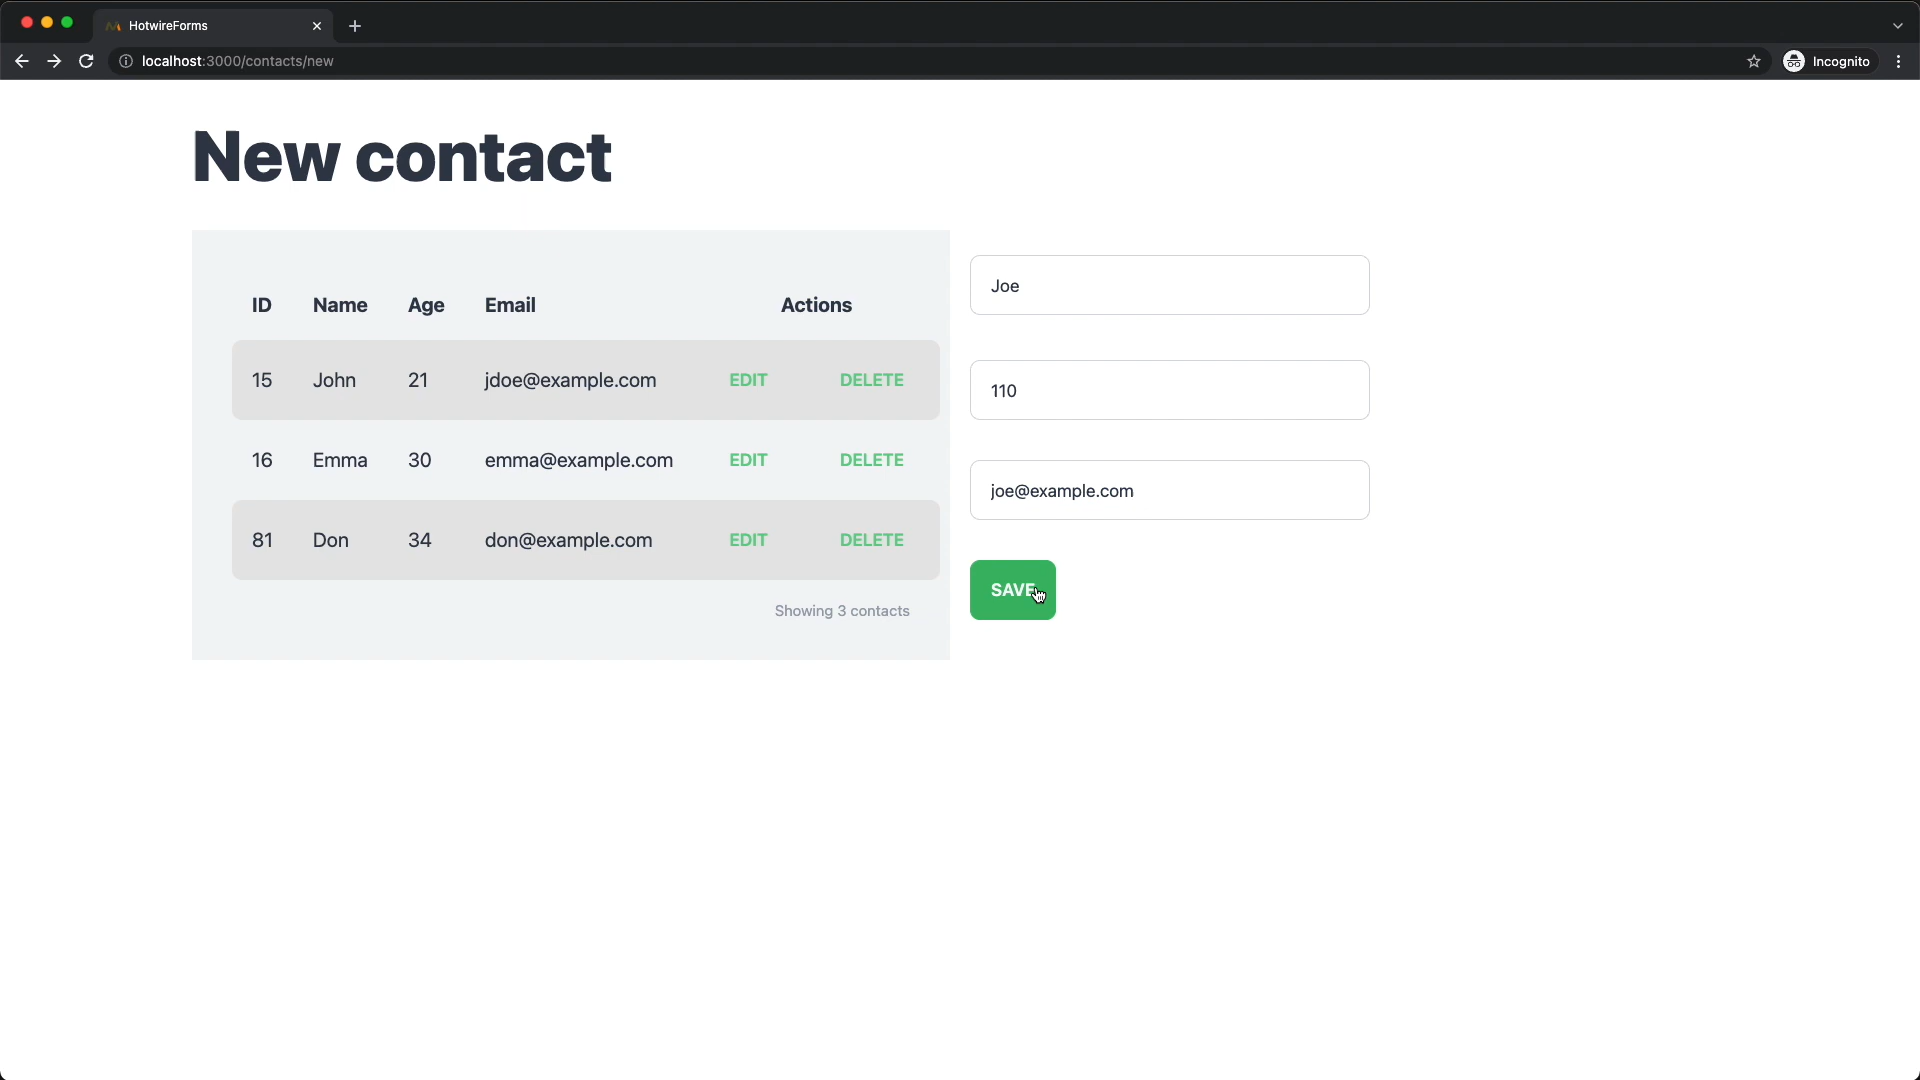 HotwireForms
localhost:3000/contacts/new
Incognito
New contact
ID Name Age Email Actions
15 John 21 jdoe@example.com EDIT DELETE
16 Emma 30 emma@example.com EDIT DELETE
81 Don 34 don@example.com EDIT DELETE
Showing 3 contacts
Joe
110
joe@example.com
SAVE